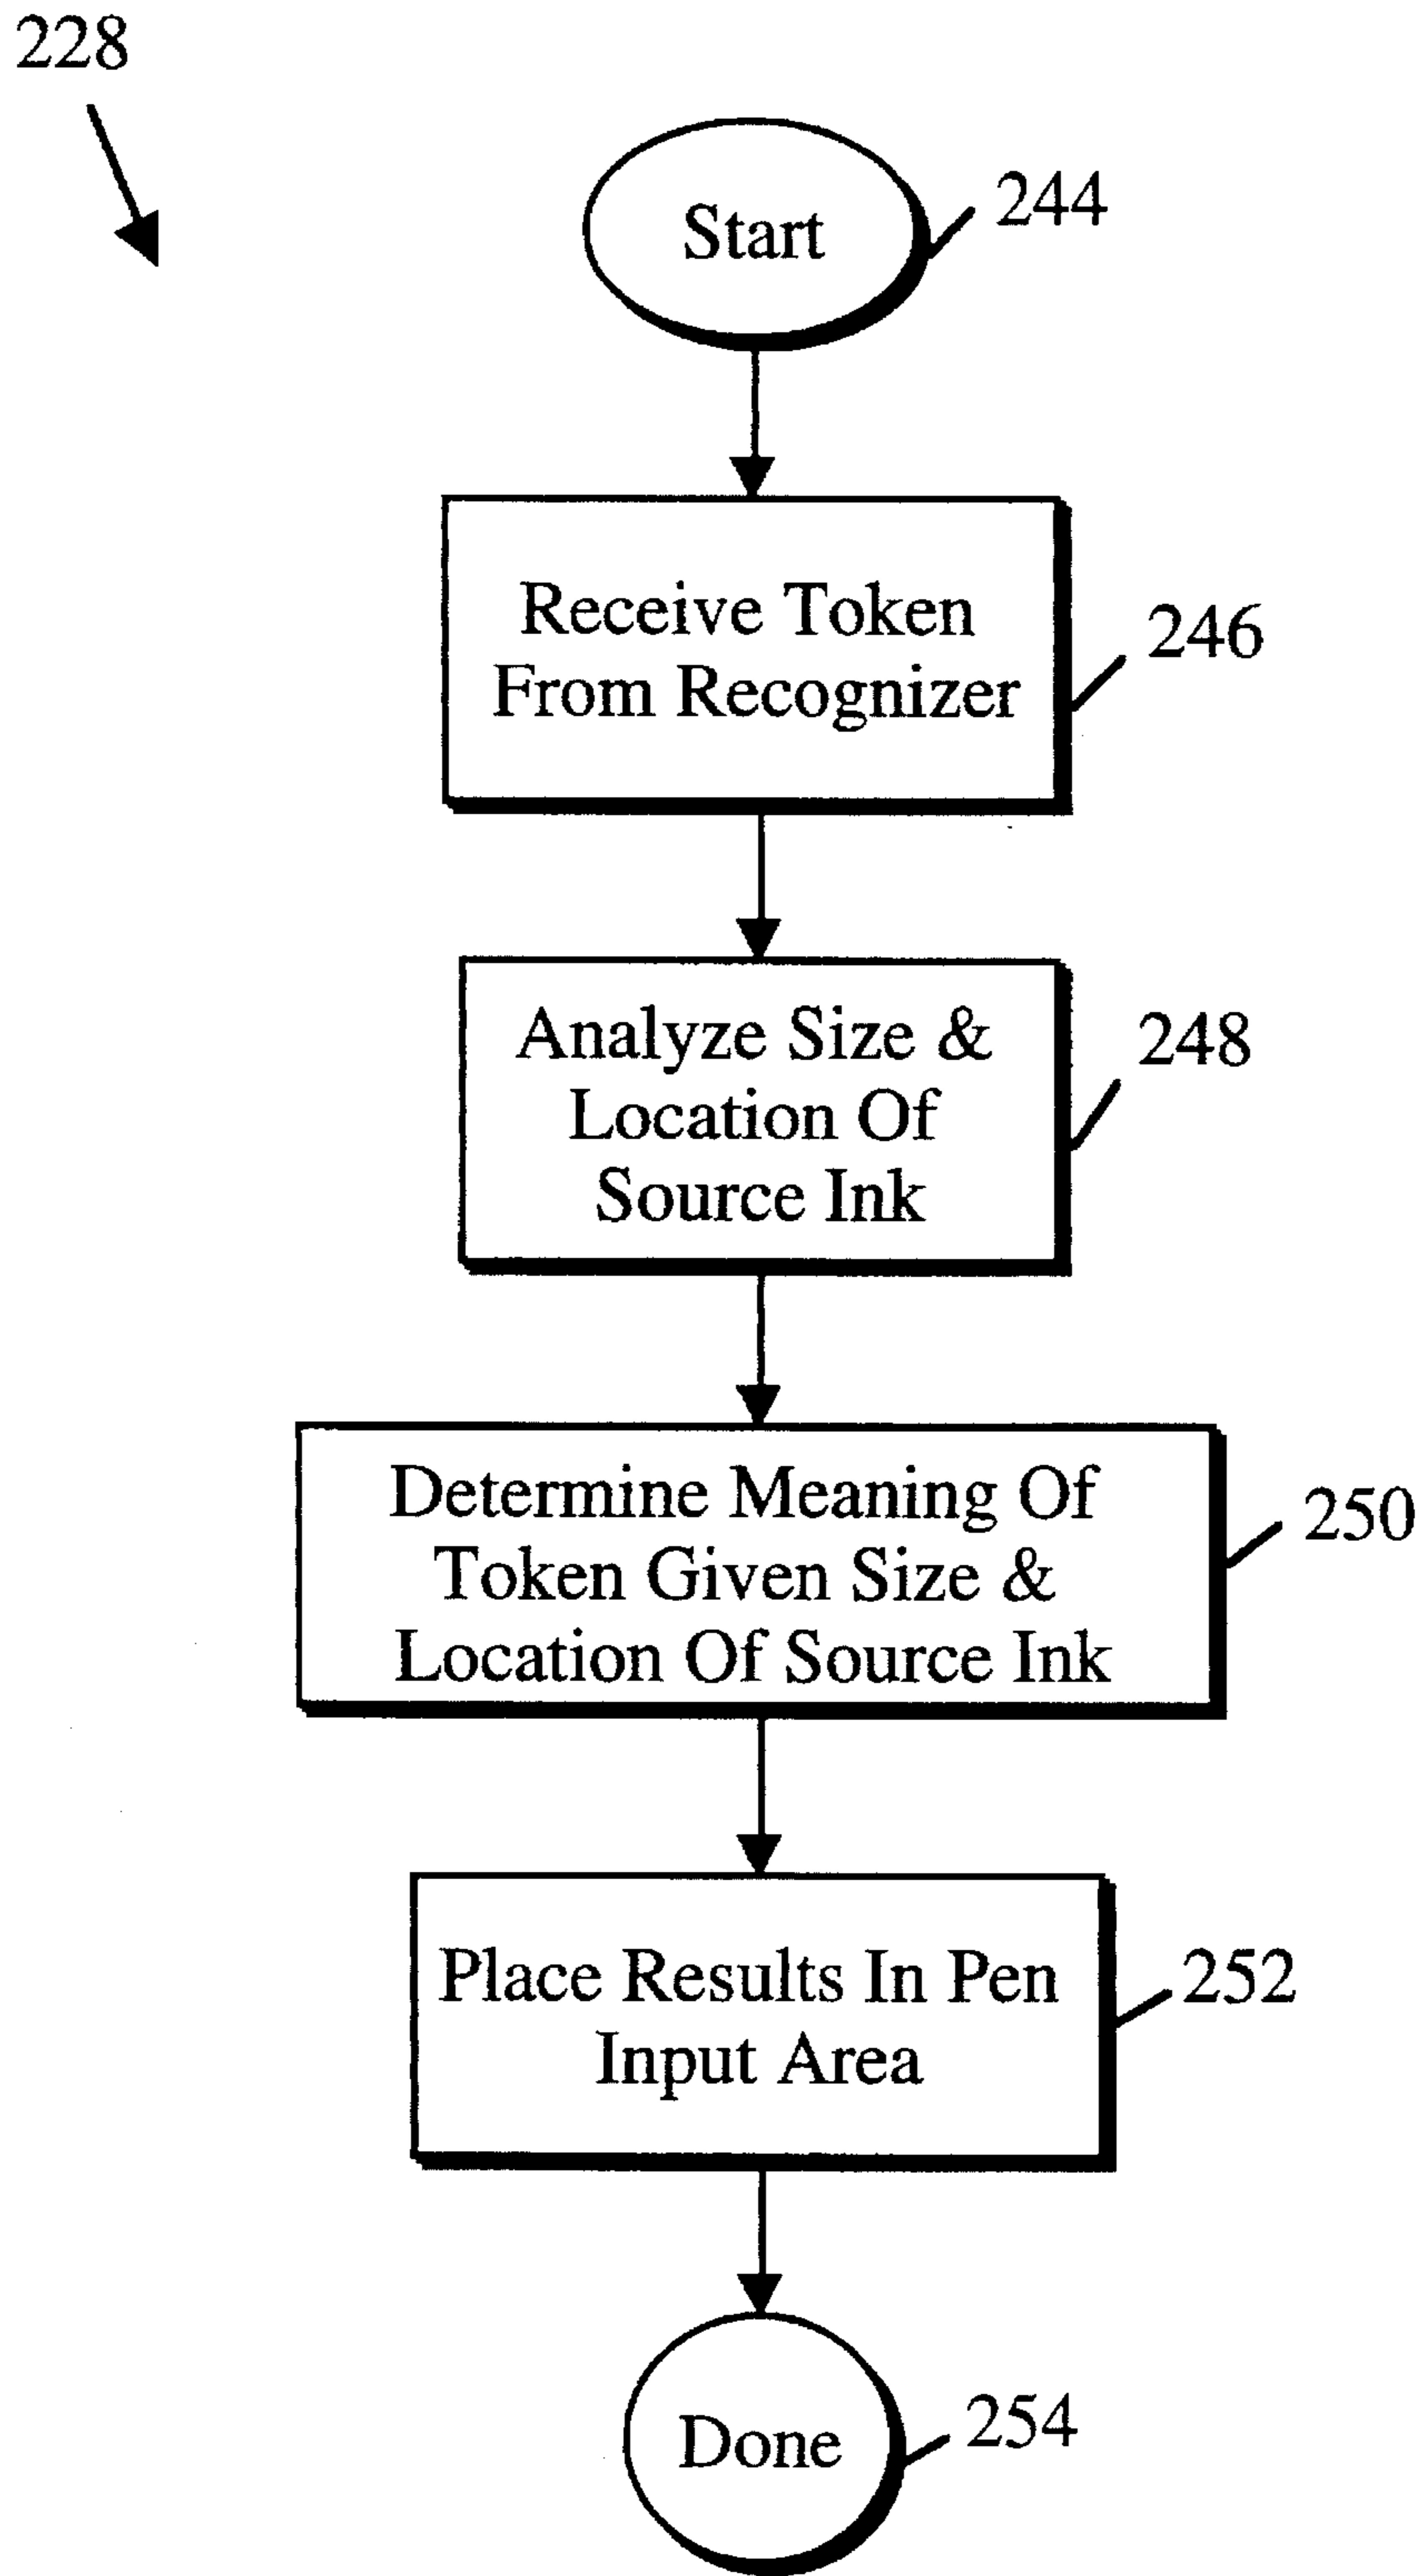 228
Start
244
Receive Token
From Recognizer
246
Analyze Size &
Location Of
Source Ink
248
Determine Meaning Of
Token Given Size &
Location Of Source Ink
250
Place Results In Pen
Input Area
252
Done
254